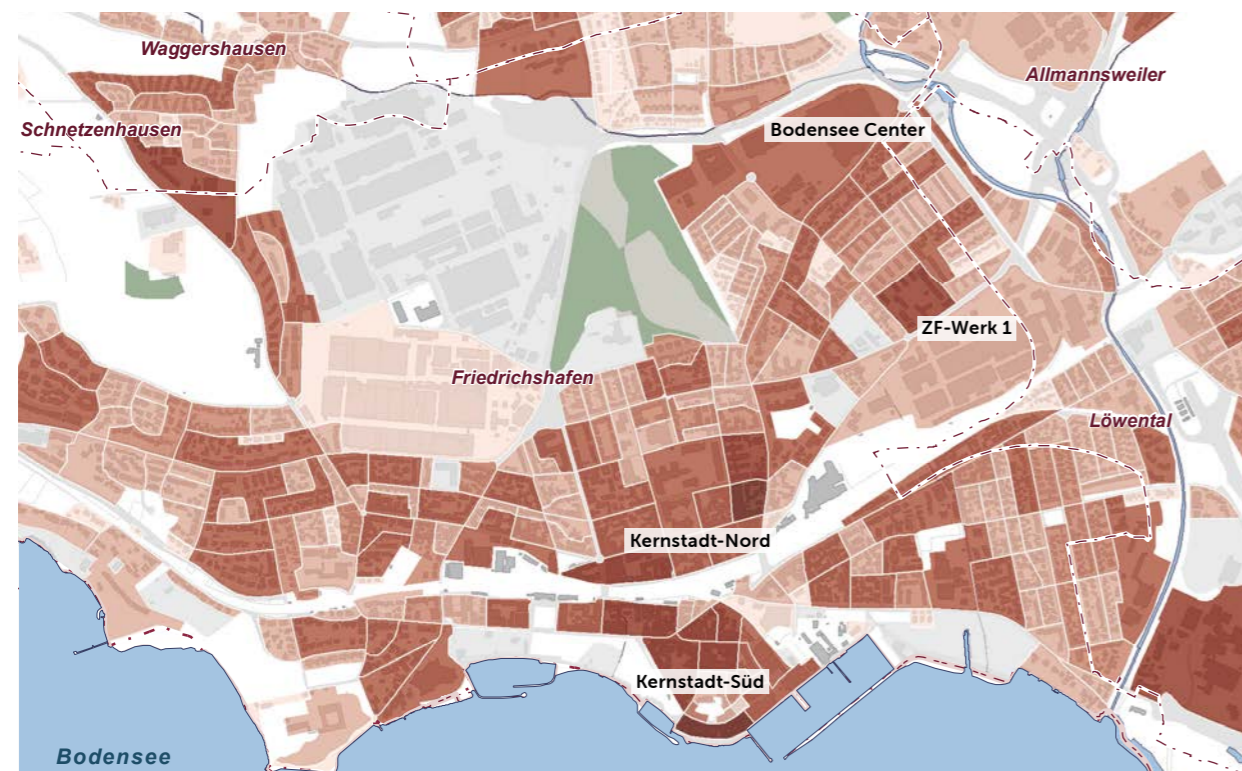 Waggershausen
Allmannsweiler
Schnetzenhausen
Bodensee Center
ZF-Werk 1
Friedrichshafen
Löwental
Kernstadt-Nord
Kernstadt-Süd
Bodensee